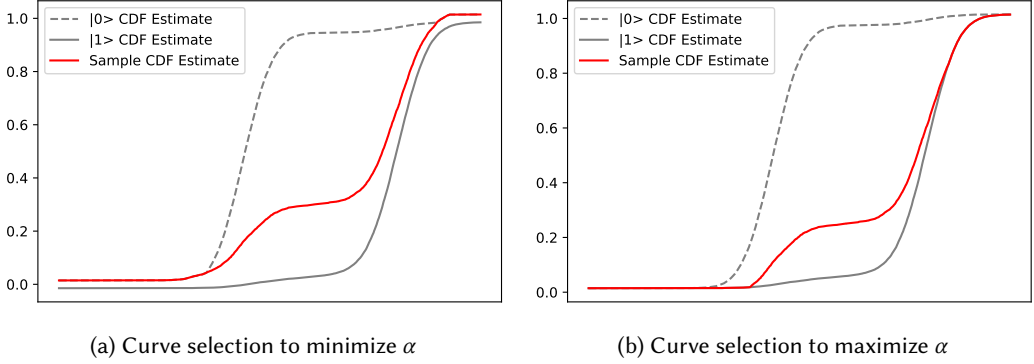 |0> CDF Estimate
|1> CDF Estimate
Sample CDF Estimate
1.0
0.8
0.6
0.4
0.2
0.0
(a) Curve selection to minimize α
|0> CDF Estimate
|1> CDF Estimate
Sample CDF Estimate
1.0
0.8
0.6
0.4
0.2
0.0
(b) Curve selection to maximize α